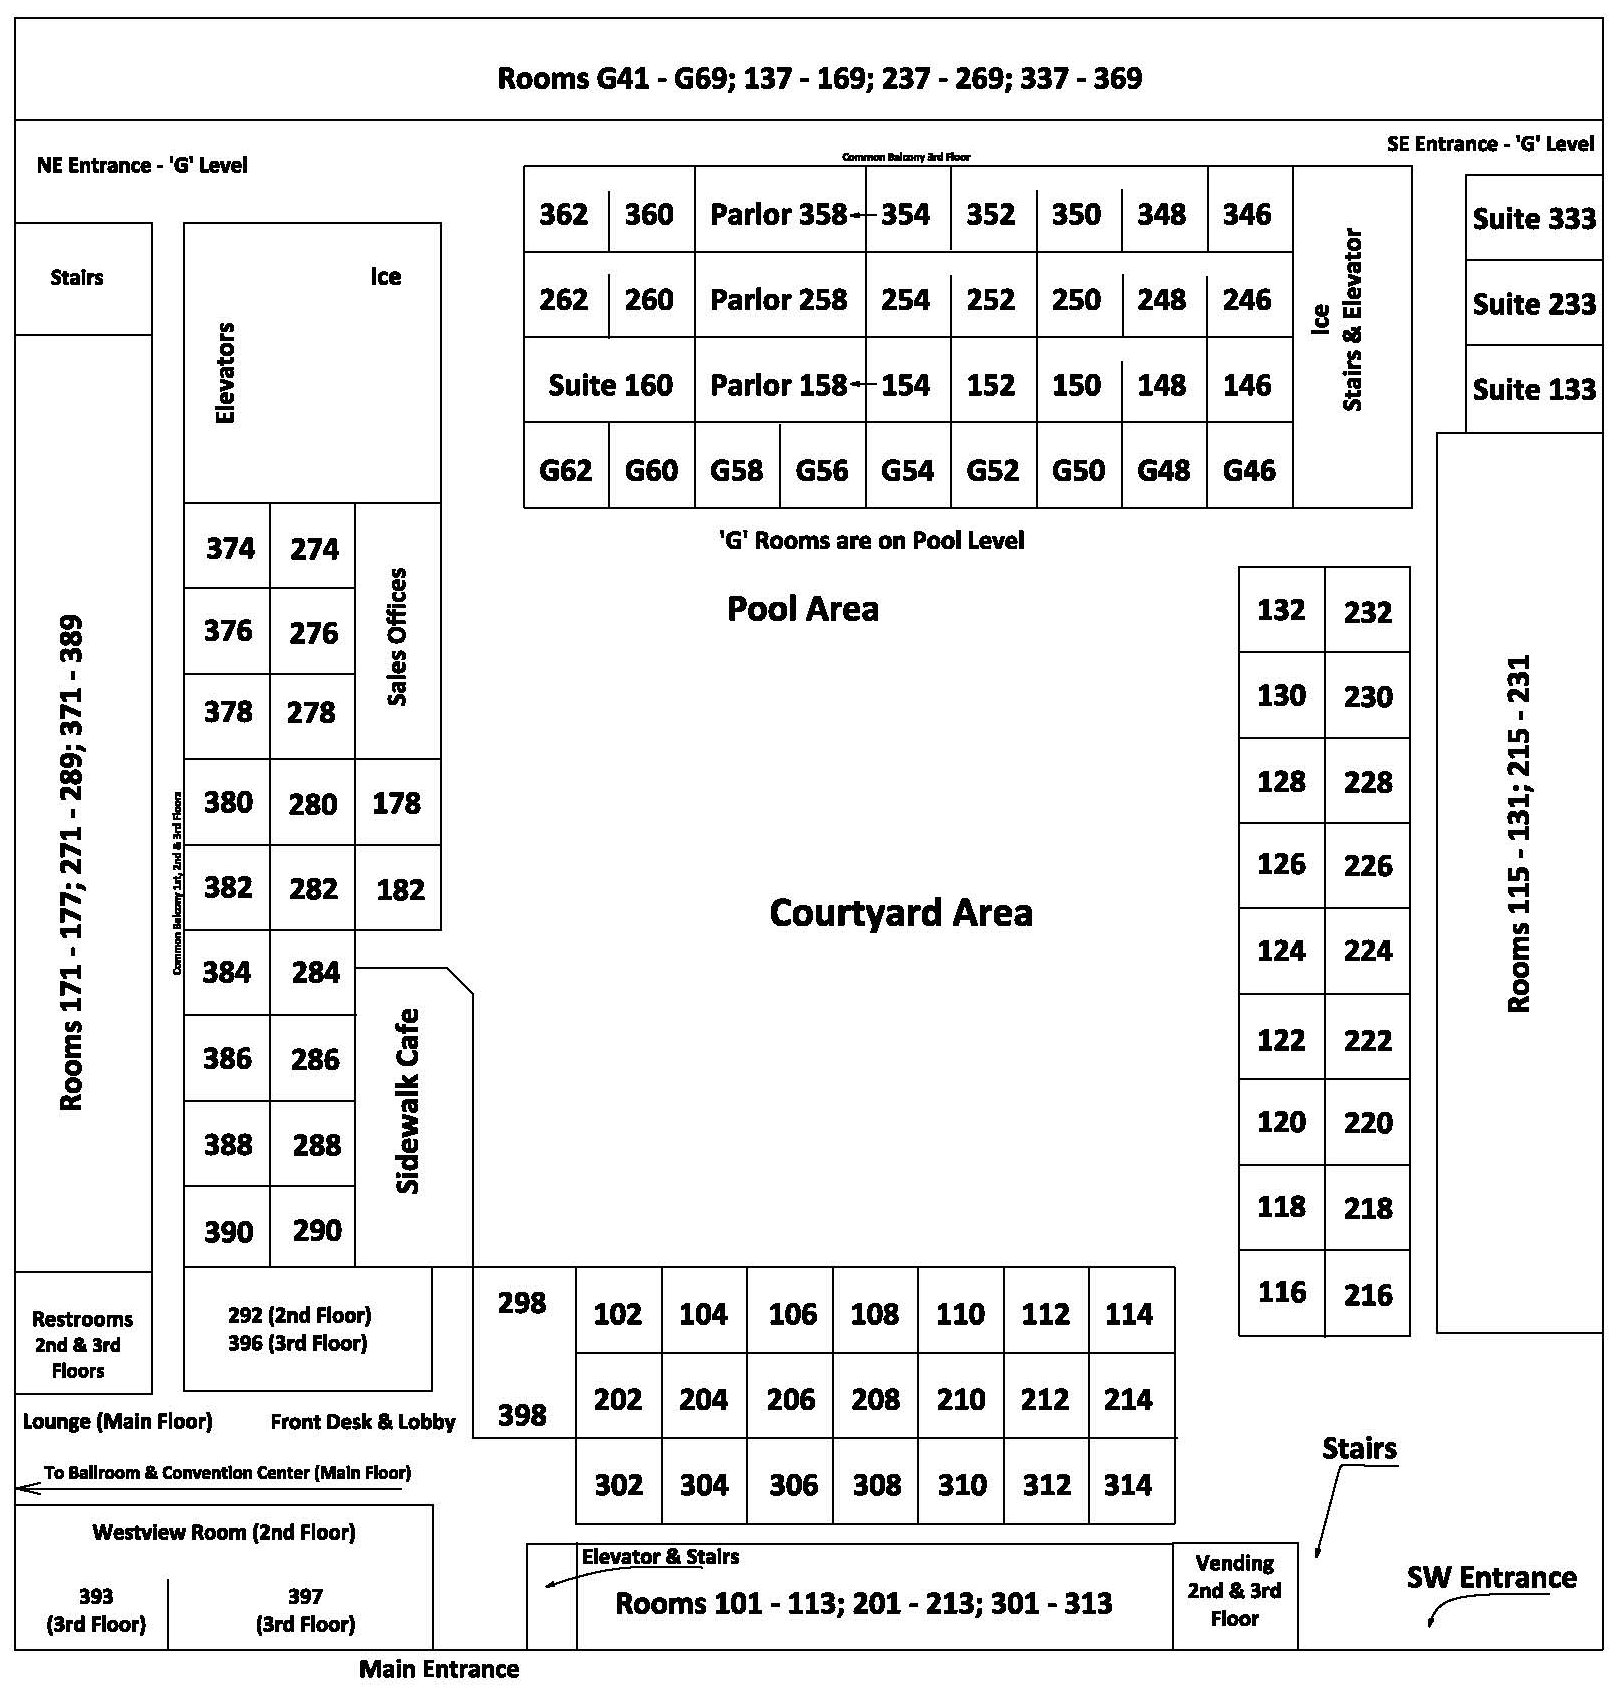 Rooms G41 - G69; 137 - 169; 237 - 269; 337 - 369
NE Entrance - 'G' Level
Common Balcony 3rd Floor
SE Entrance - 'G' Level
362 360 Parlor 358 354 352 350 348 346
262 260 Parlor 258 254 252 250 248 246
Suite 160 Parlor 158 154 152 150 148 146
G62 G60 G58 G56 G54 G52 G50 G48 G46
Ice
Stairs & Elevator
Suite 333
Suite 233
Suite 133
Stairs
Elevators
Ice
'G' Rooms are on Pool Level
Pool Area
Courtyard Area
Rooms 171 - 177; 271 - 289; 371 - 389
Common Balcony 1st, 2nd & 3rd Floors
374 274
376 276
378 278
Sales Offices
380 280 178
382 282 182
384 284
386 286
388 288
390 290
Sidewalk Cafe
132 232
130 230
128 228
126 226
124 224
122 222
120 220
118 218
116 216
Rooms 115 - 131; 215 - 231
Restrooms
2nd & 3rd
Floors
292 (2nd Floor)
396 (3rd Floor)
298
398
102 104 106 108 110 112 114
202 204 206 208 210 212 214
302 304 306 308 310 312 314
Lounge (Main Floor)
Front Desk & Lobby
To Ballroom & Convention Center (Main Floor)
Westview Room (2nd Floor)
393
(3rd Floor)
397
(3rd Floor)
Elevator & Stairs
Rooms 101 - 113; 201 - 213; 301 - 313
Vending
2nd & 3rd
Floor
Stairs
SW Entrance
Main Entrance